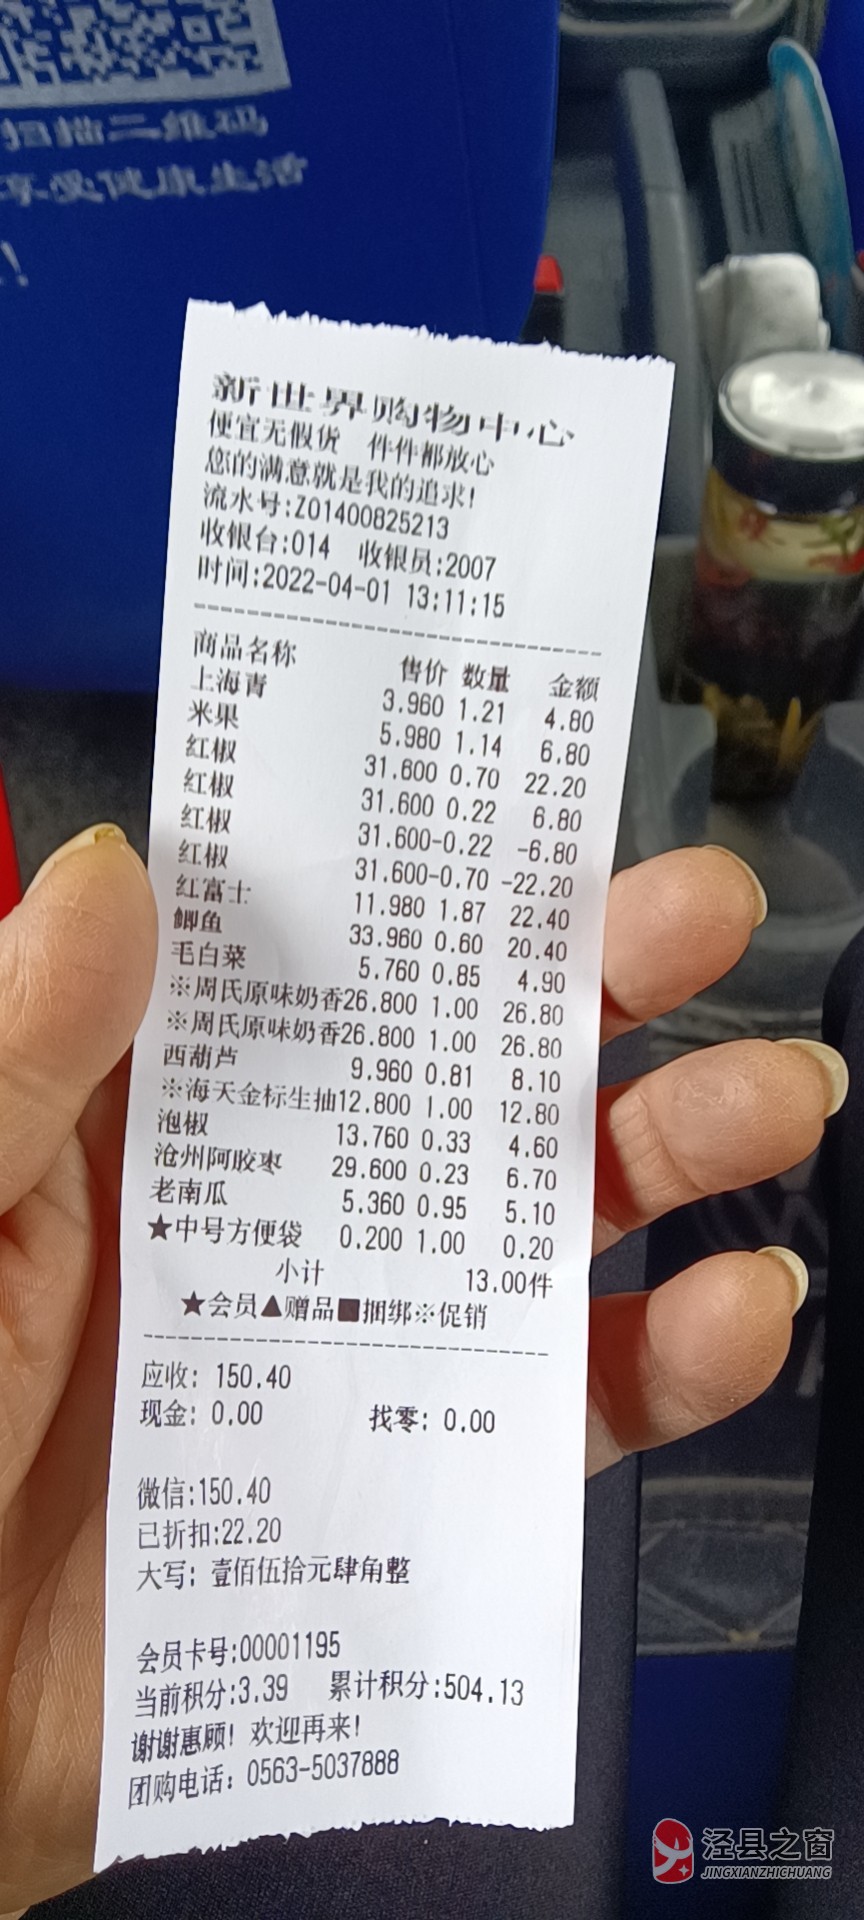 扫描二维码
享受健康生活
!
新世界购物中心
便宜无假货 件件都放心
您的满意就是我的追求!
流水号:Z01400825213
收银台:014 收银员:2007
时间:2022-04-01 13:11:15
商品名称 售价 数量 金额
上海青 3.960 1.21 4.80
米果 5.980 1.14 6.80
红椒 31.600 0.70 22.20
红椒 31.600 0.22 6.80
红椒 31.600-0.22 -6.80
红椒 31.600-0.70 -22.20
红富士 11.980 1.87 22.40
鲫鱼 33.960 0.60 20.40
毛白菜 5.760 0.85 4.90
※周氏原味奶香26.800 1.00 26.80
※周氏原味奶香26.800 1.00 26.80
西葫芦 9.960 0.81 8.10
※海天金标生抽12.800 1.00 12.80
泡椒 13.760 0.33 4.60
沧州阿胶枣 29.600 0.23 6.70
老南瓜 5.360 0.95 5.10
★中号方便袋 0.200 1.00 0.20
小计 13.00件
★会员▲赠品■捆绑※促销
应收: 150.40
现金: 0.00 找零: 0.00
微信:150.40
已折扣:22.20
大写: 壹佰伍拾元肆角整
会员卡号:00001195
当前积分:3.39 累计积分:504.13
谢谢惠顾! 欢迎再来!
团购电话: 0563-5037888
泾县之窗
JINGXIANZHICHUANG